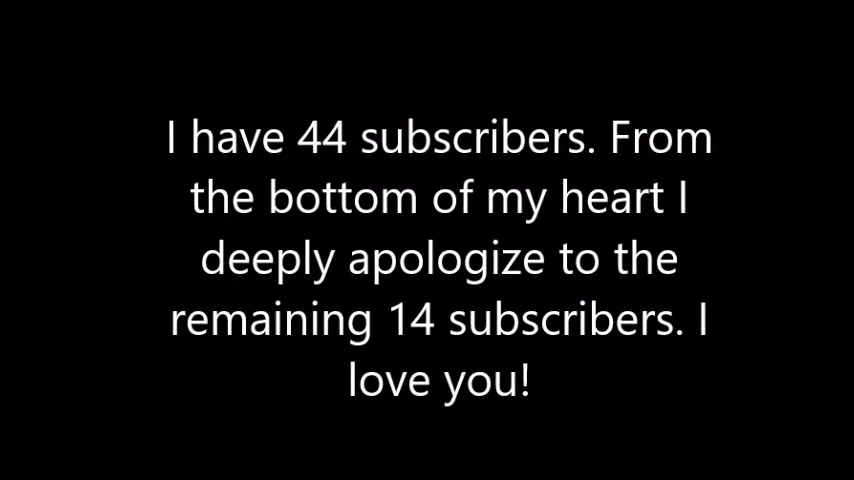 I have 44 subscribers. From
the bottom of my heart I
deeply apologize to the
remaining 14 subscribers. I
love you!